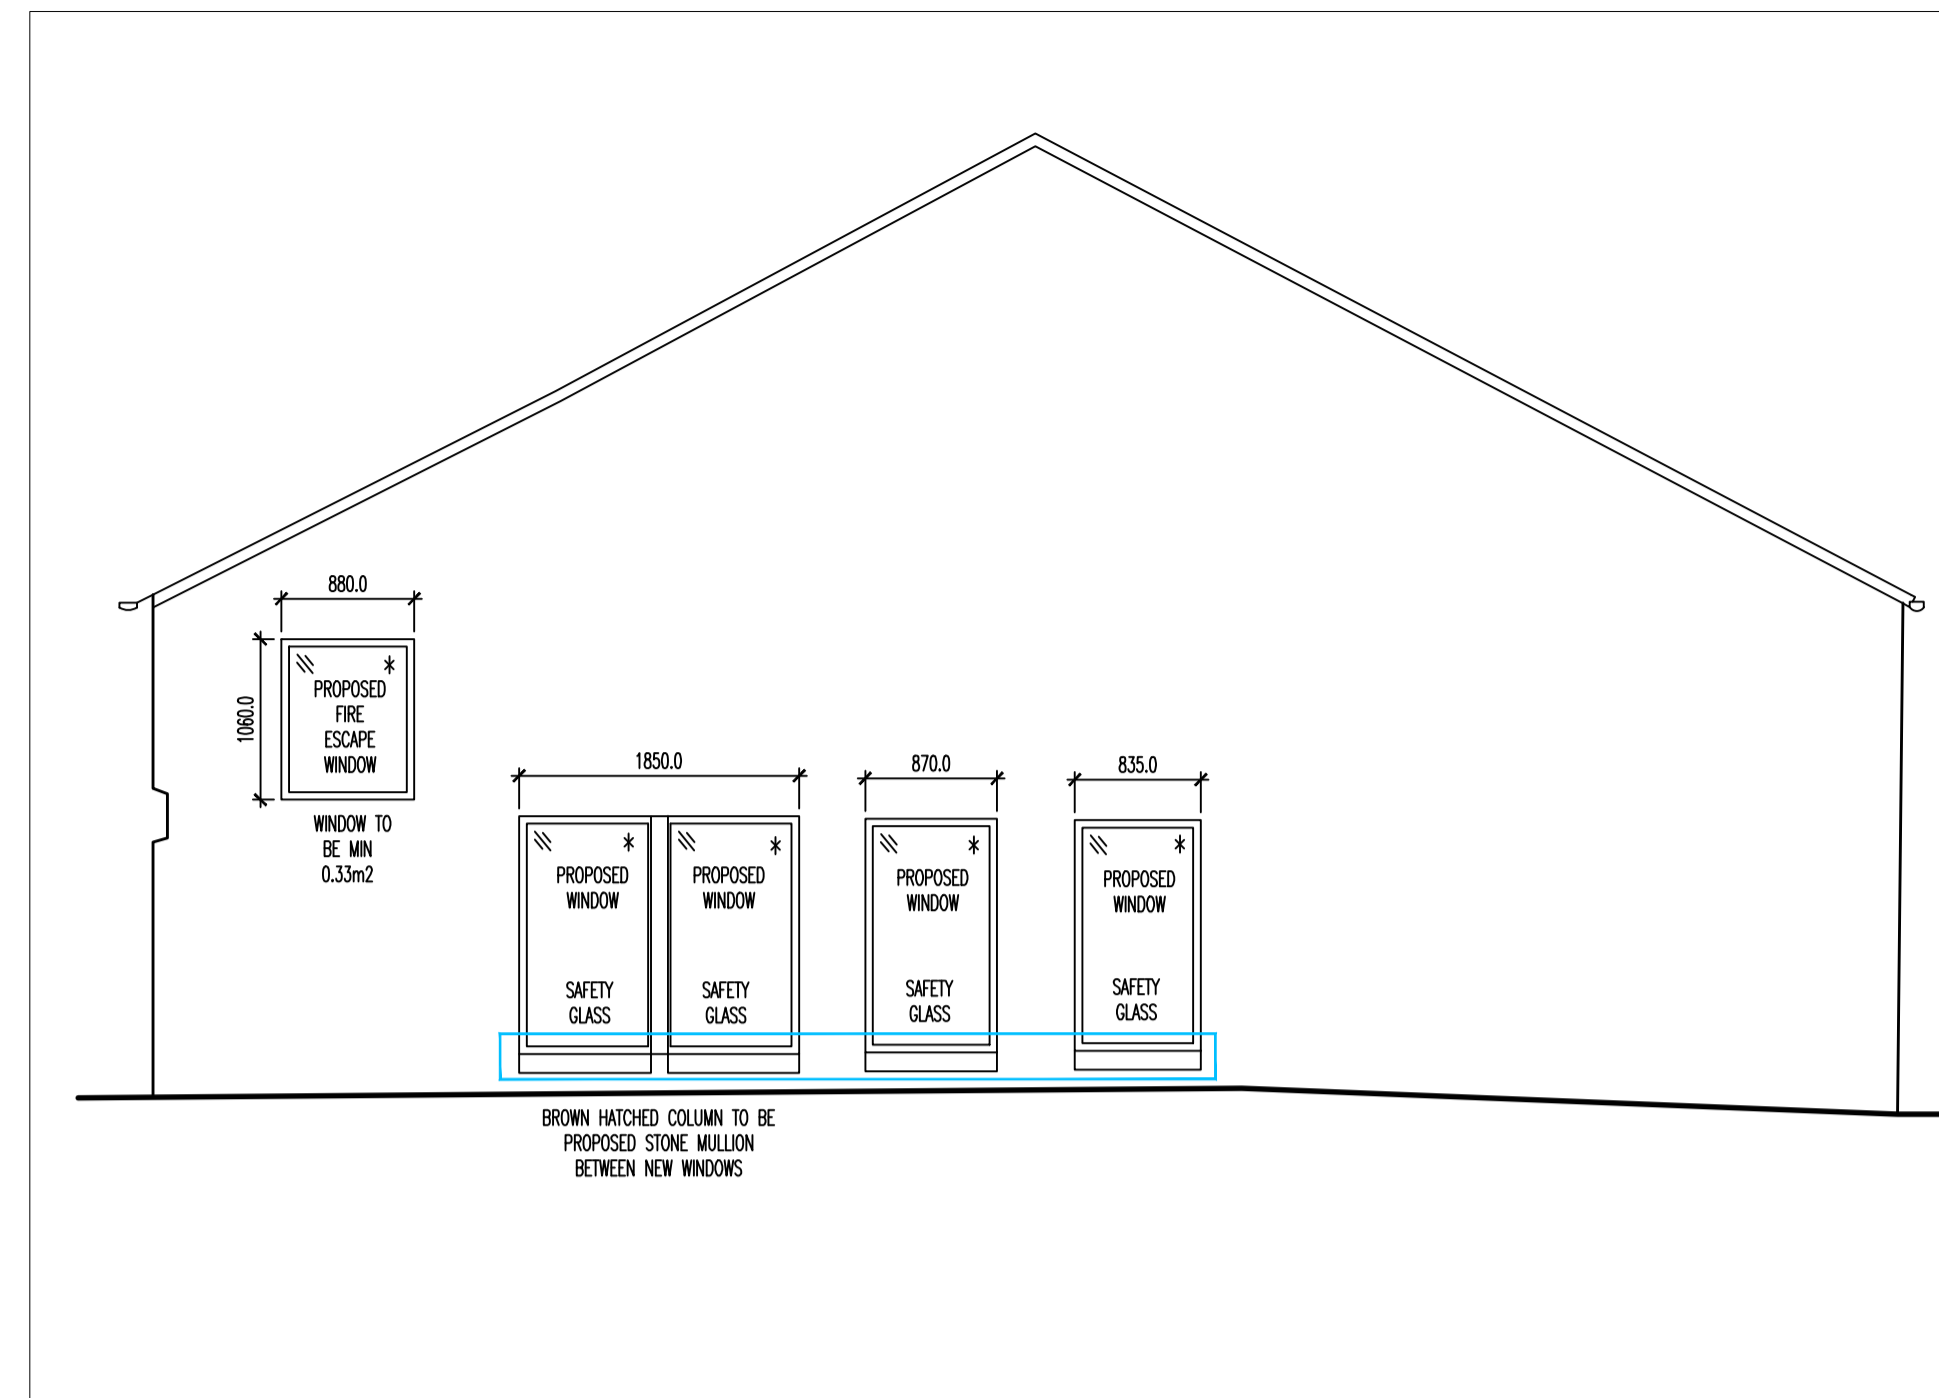 880.0
1060.0
PROPOSED
FIRE
ESCAPE
WINDOW
WINDOW TO
BE MIN
0.33m2
1850.0
870.0
835.0
PROPOSED
WINDOW
SAFETY
GLASS
PROPOSED
WINDOW
SAFETY
GLASS
PROPOSED
WINDOW
SAFETY
GLASS
PROPOSED
WINDOW
SAFETY
GLASS
BROWN HATCHED COLUMN TO BE
PROPOSED STONE MULLION
BETWEEN NEW WINDOWS